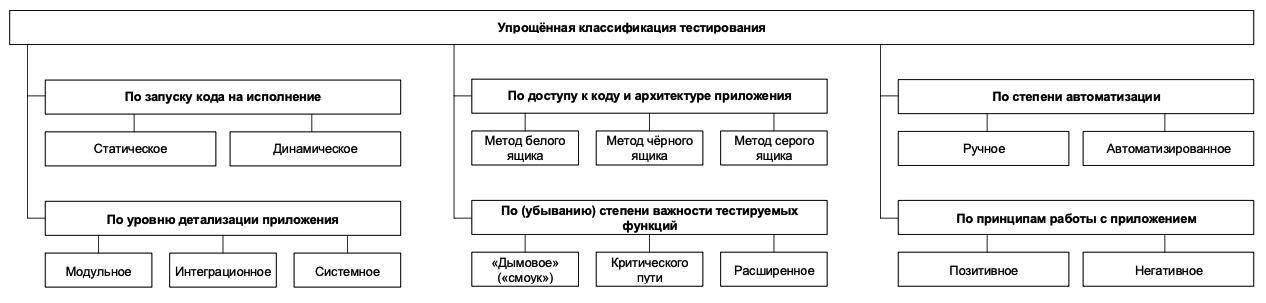 Упрощённая классификация тестирования
По запуску кода на исполнение
Статическое
Динамическое
По доступу к коду и архитектуре приложения
Метод белого
ящика
Метод чёрного
ящика
Метод серого
ящика
По степени автоматизации
Ручное
Автоматизированное
По уровню детализации приложения
Модульное
Интеграционное
Системное
По (убыванию) степени важности тестируемых
функций
«Дымовое»
(«смоук»)
Критического
пути
Расширенное
По принципам работы с приложением
Позитивное
Негативное